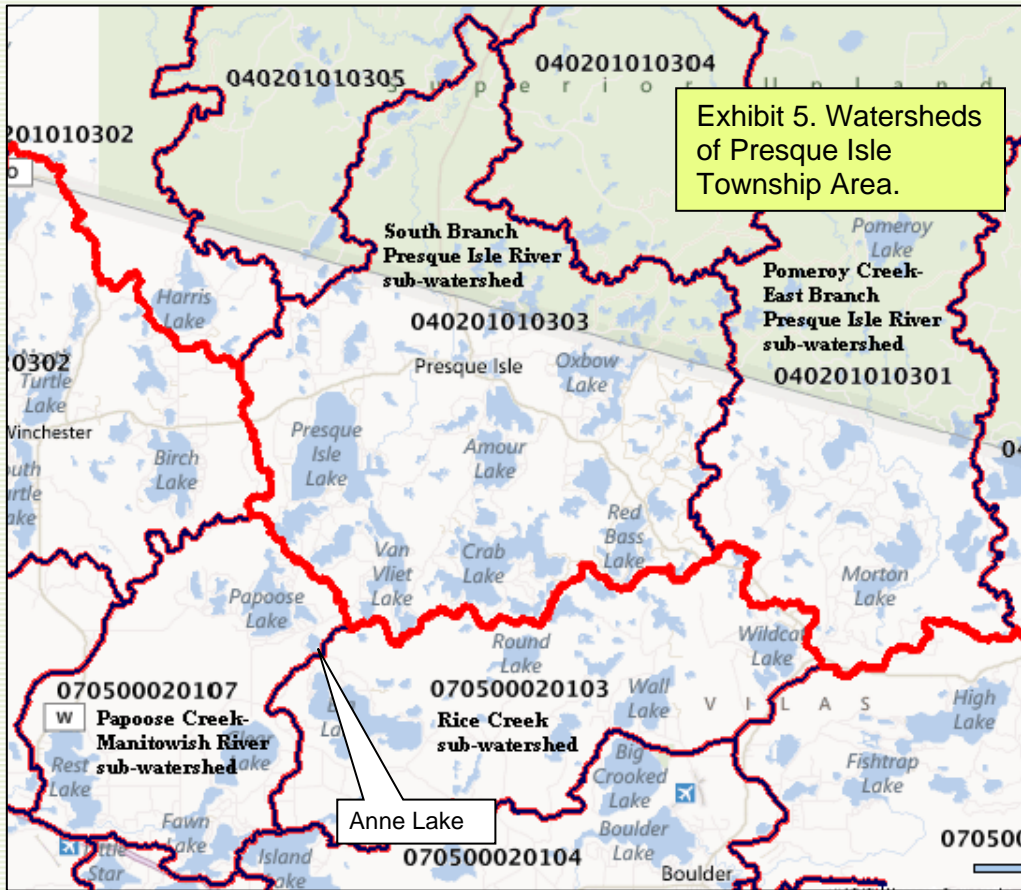 040201010305
040201010304
S u p e r i o r U p l a n d
Exhibit 5. Watersheds
of Presque Isle
Township Area.
201010302
South Branch
Presque Isle River
sub-watershed
040201010303
Pomeroy
Lake
Pomeroy Creek-
East Branch
Presque Isle River
sub-watershed
040201010301
Harris
Lake
20302
Turtle
Lake
Winchester
Presque Isle
Oxbow
Lake
Presque
Isle
Lake
Birch
Lake
Amour
Lake
Red
Bass
Lake
Van
Vliet
Lake
Crab
Lake
Papoose
Lake
Morton
Lake
Round
Lake
Wildcat
Lake
070500020107
W
Papoose Creek-
Manitowish River
sub-watershed
070500020103
Rice Creek
sub-watershed
Wall
Lake
V I L A S
High
Lake
Rest
Lake
Big
Crooked
Lake
Fishtrap
Lake
Anne Lake
Fawn
Lake
Star
Island
Lake
070500020104
Boulder
Lake
Boulder
070500